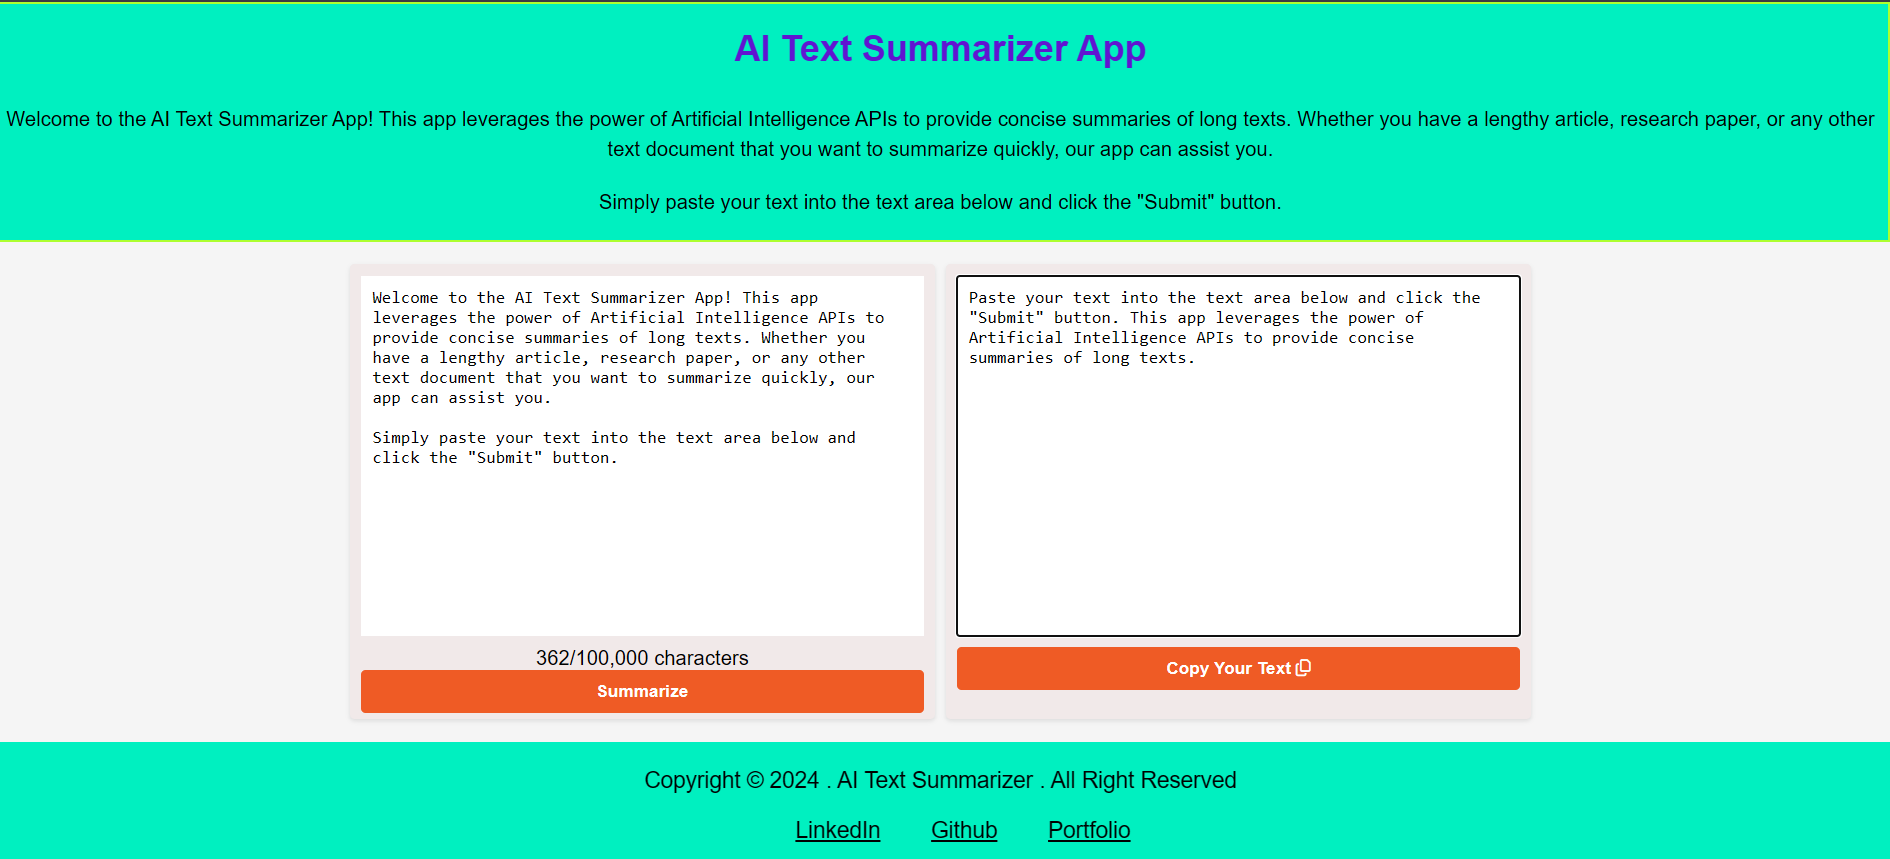 AI Text Summarizer App
Welcome to the AI Text Summarizer App! This app leverages the power of Artificial Intelligence APIs to provide concise summaries of long texts. Whether you have a lengthy article, research paper, or any other
text document that you want to summarize quickly, our app can assist you.
Simply paste your text into the text area below and click the "Submit" button.
Welcome to the AI Text Summarizer App! This app
leverages the power of Artificial Intelligence APIs to
provide concise summaries of long texts. Whether you
have a lengthy article, research paper, or any other
text document that you want to summarize quickly, our
app can assist you.
Simply paste your text into the text area below and
click the "Submit" button.
362/100,000 characters
Summarize
Paste your text into the text area below and click the
"Submit" button. This app leverages the power of
Artificial Intelligence APIs to provide concise
summaries of long texts.
Copy Your Text
Copyright © 2024 . AI Text Summarizer . All Right Reserved
LinkedIn Github Portfolio